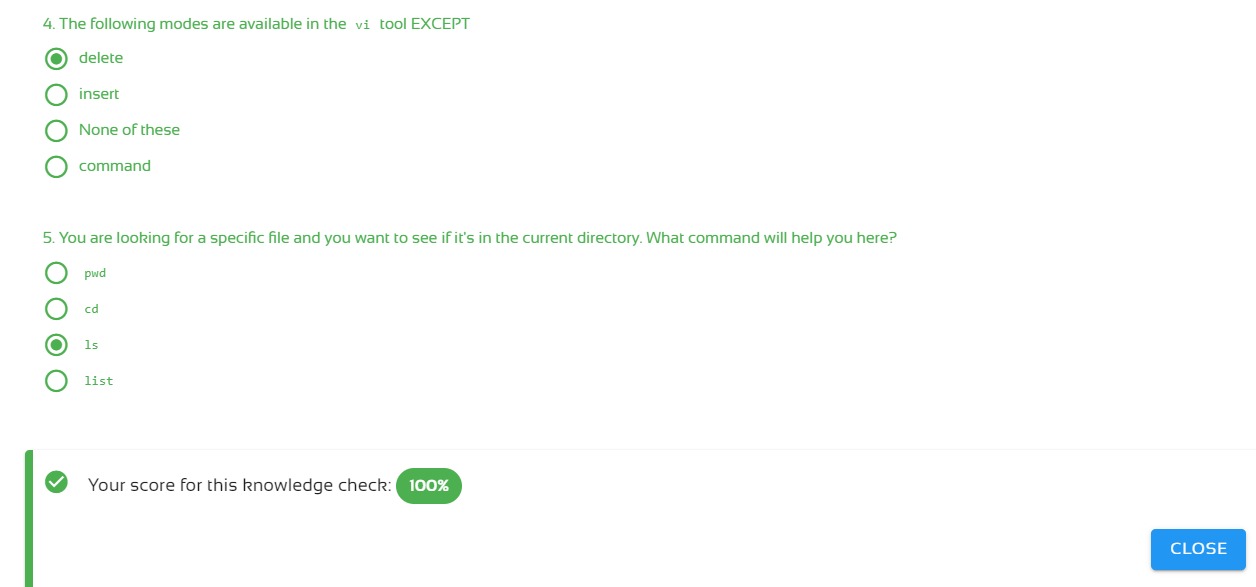 4. The following modes are available in the vi tool EXCEPT
delete
insert
None of these
command
5. You are looking for a specific file and you want to see if it's in the current directory. What command will help you here?
pwd
cd
ls
list
Your score for this knowledge check: 100%
CLOSE